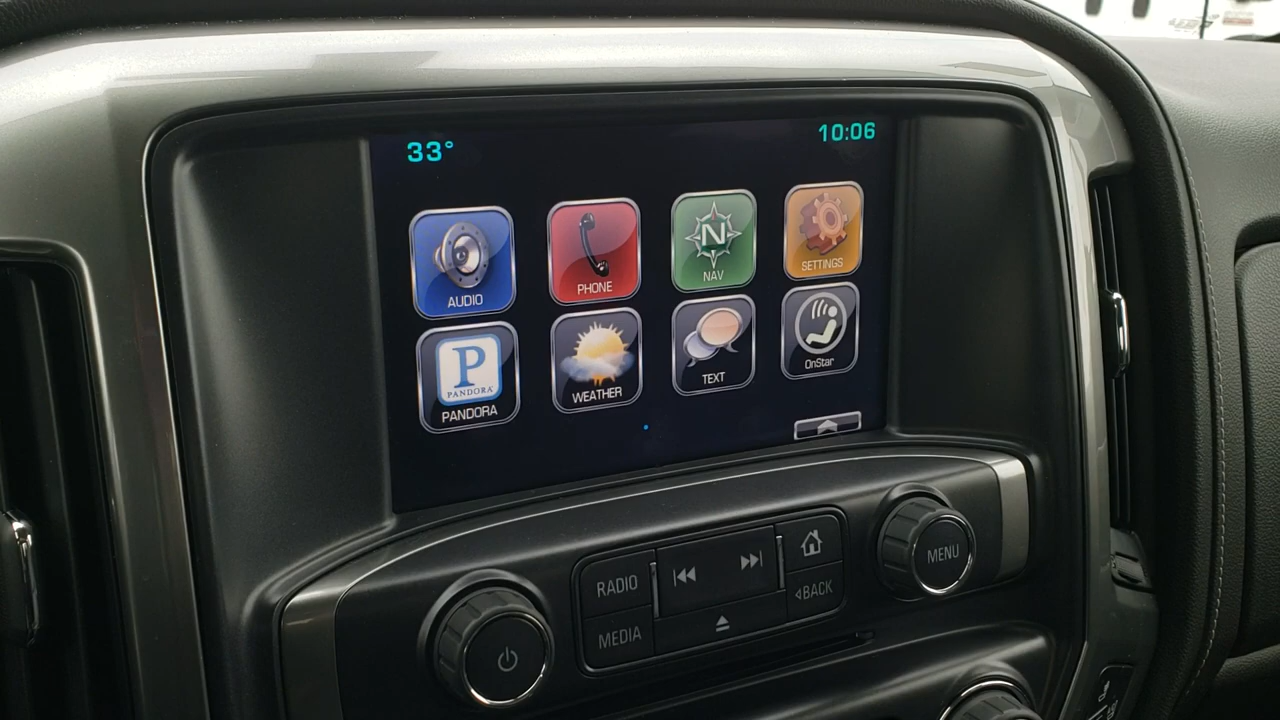 33°
10:06
AUDIO
PHONE
NAV
N
SETTINGS
P
PANDORA
PANDORA
WEATHER
TEXT
OnStar
RADIO
MEDIA
BACK
MENU